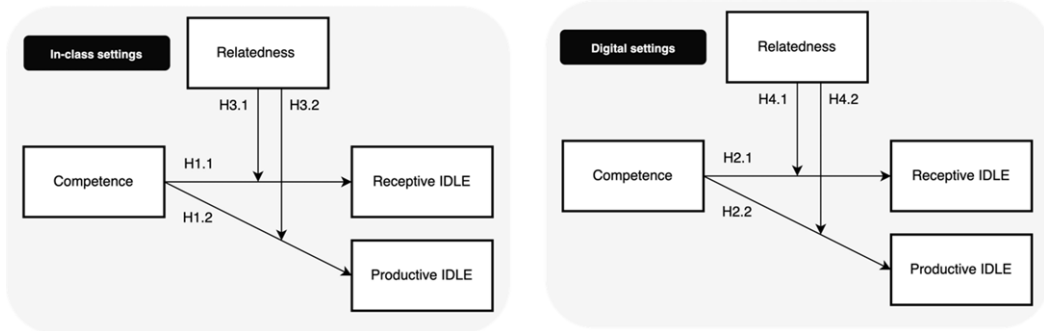 In-class settings
Relatedness
H3.1
H3.2
Competence
H1.1
H1.2
Receptive IDLE
Productive IDLE
Digital settings
Relatedness
H4.1
H4.2
Competence
H2.1
H2.2
Receptive IDLE
Productive IDLE